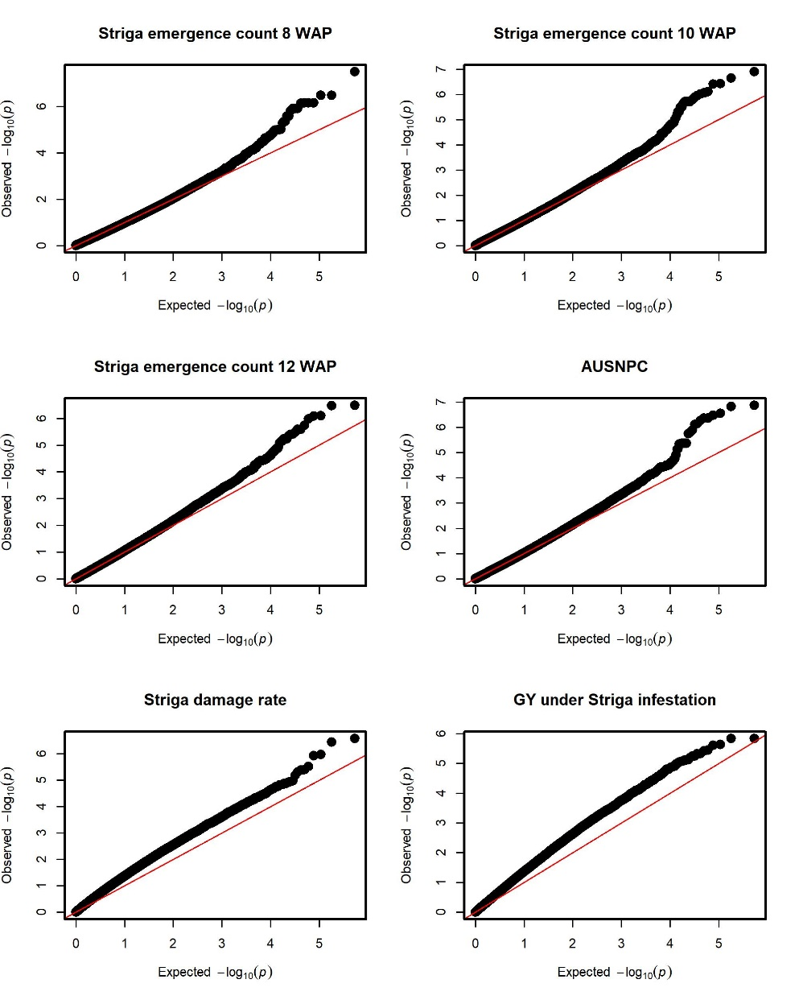 Striga emergence count 8 WAP
Observed −log10(p)
0 2 4 6
0 1 2 3 4 5
Expected −log10(p)
Striga emergence count 10 WAP
Observed −log10(p)
0 1 2 3 4 5 6 7
0 1 2 3 4 5
Expected −log10(p)
Striga emergence count 12 WAP
Observed −log10(p)
0 1 2 3 4 5 6
0 1 2 3 4 5
Expected −log10(p)
AUSNPC
Observed −log10(p)
0 1 2 3 4 5 6 7
0 1 2 3 4 5
Expected −log10(p)
Striga damage rate
Observed −log10(p)
0 1 2 3 4 5 6
0 1 2 3 4 5
Expected −log10(p)
GY under Striga infestation
Observed −log10(p)
0 1 2 3 4 5 6
0 1 2 3 4 5
Expected −log10(p)